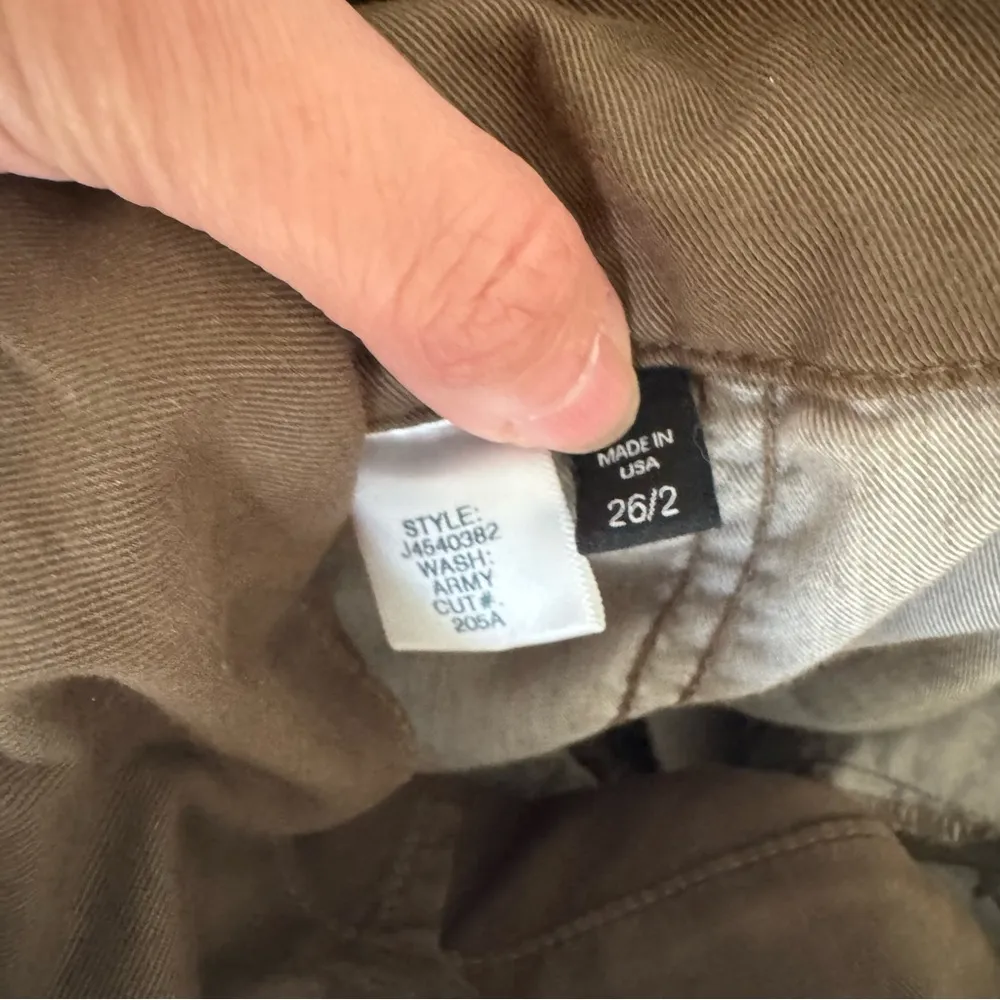 STYLE:
J4540382
WASH:
ARMY
CUT#.
205A
MADE IN
USA
26/2